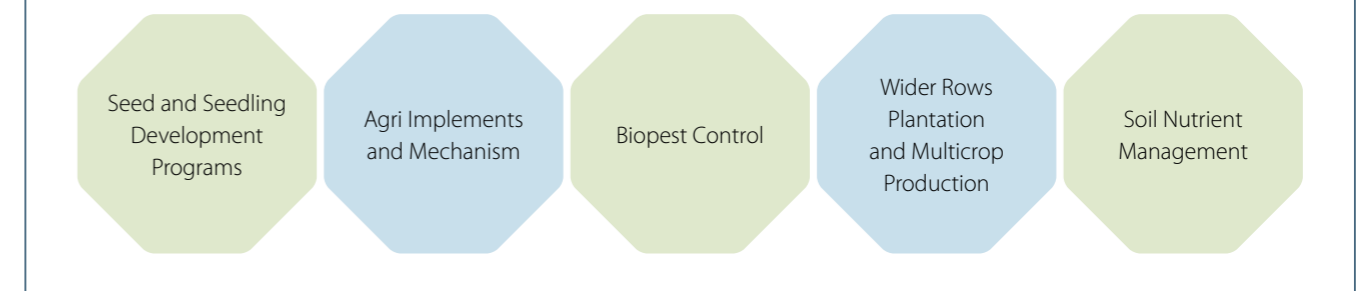 Seed and Seedling
Development
Programs
Agri Implements
and Mechanism
Biopest Control
Wider Rows
Plantation
and Multicrop
Production
Soil Nutrient
Management